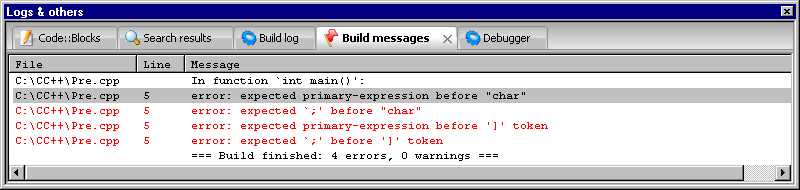 Logs & others
Code::Blocks Search results Build log Build messages Debugger
File Line Message
C:\CC++\Pre.cpp In function `int main()':
C:\CC++\Pre.cpp 5 error: expected primary-expression before "char"
C:\CC++\Pre.cpp 5 error: expected `;' before "char"
C:\CC++\Pre.cpp 5 error: expected primary-expression before ']' token
C:\CC++\Pre.cpp 5 error: expected `;' before ']' token
=== Build finished: 4 errors, 0 warnings ===